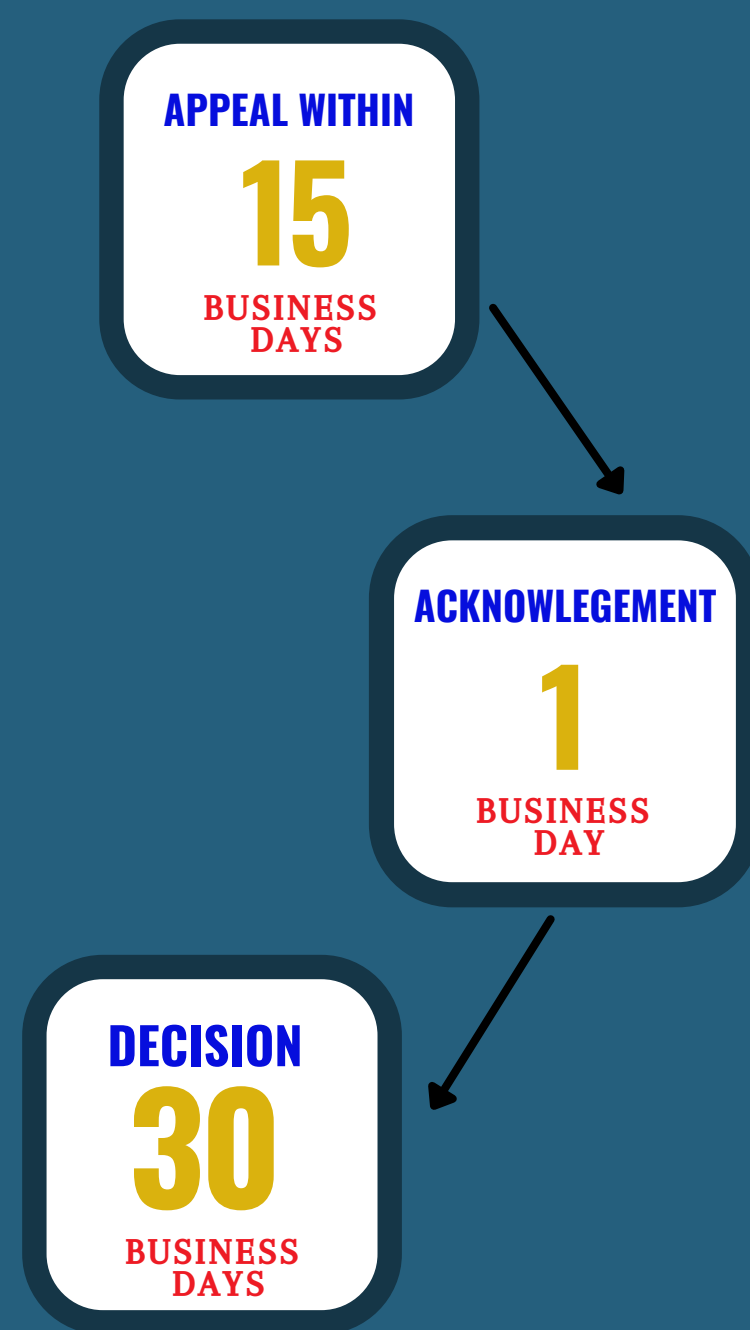 APPEAL WITHIN
15
BUSINESS
DAYS
ACKNOWLEGEMENT
1
BUSINESS
DAY
DECISION
30
BUSINESS
DAYS